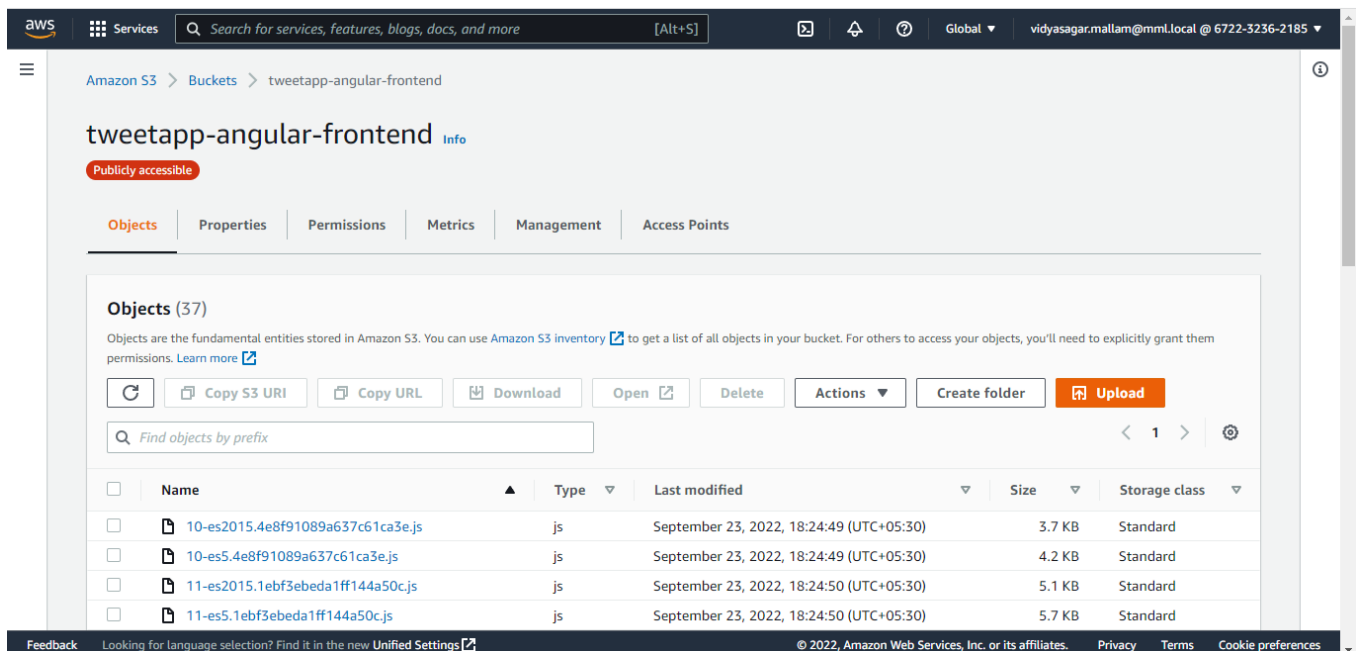 aws Services Search for services, features, blogs, docs, and more [Alt+S] Global vidyasagar.mallam@mml.local @ 6722-3236-2185
Amazon S3 Buckets tweetapp-angular-frontend
tweetapp-angular-frontend Info
Publicly accessible
Objects Properties Permissions Metrics Management Access Points
Objects (37)
Objects are the fundamental entities stored in Amazon S3. You can use Amazon S3 inventory to get a list of all objects in your bucket. For others to access your objects, you'll need to explicitly grant them
permissions. Learn more
Copy S3 URI Copy URL Download Open Delete Actions Create folder Upload
Find objects by prefix 1
Name Type Last modified Size Storage class
10-es2015.4e8f91089a637c61ca3e.js js September 23, 2022, 18:24:49 (UTC+05:30) 3.7 KB Standard
10-es5.4e8f91089a637c61ca3e.js js September 23, 2022, 18:24:49 (UTC+05:30) 4.2 KB Standard
11-es2015.1ebf3ebeda1ff144a50c.js js September 23, 2022, 18:24:50 (UTC+05:30) 5.1 KB Standard
11-es5.1ebf3ebeda1ff144a50c.js js September 23, 2022, 18:24:50 (UTC+05:30) 5.7 KB Standard
Feedback Looking for language selection? Find it in the new Unified Settings © 2022, Amazon Web Services, Inc. or its affiliates. Privacy Terms Cookie preferences